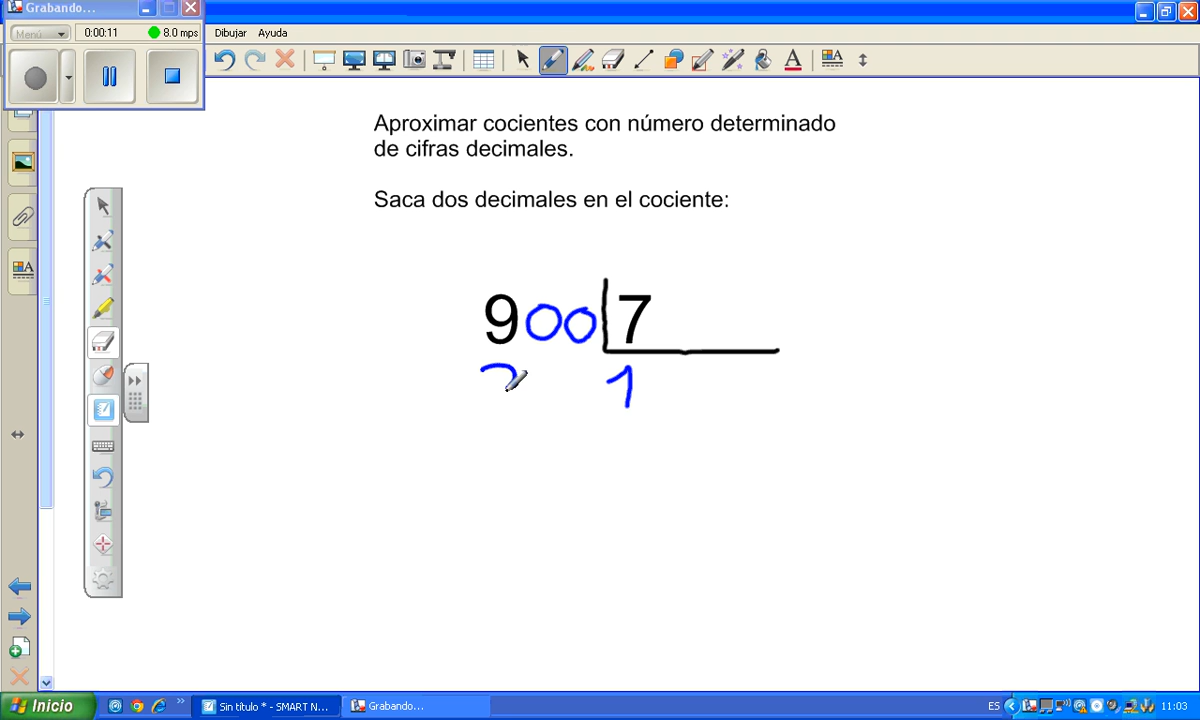 Grabando...
Menú 0:00:11 8.0 mps Dibujar Ayuda
Aproximar cocientes con número determinado
de cifras decimales.
Saca dos decimales en el cociente:
900 7
1
Inicio Sin título * - SMART N... Grabando... ES 11:03